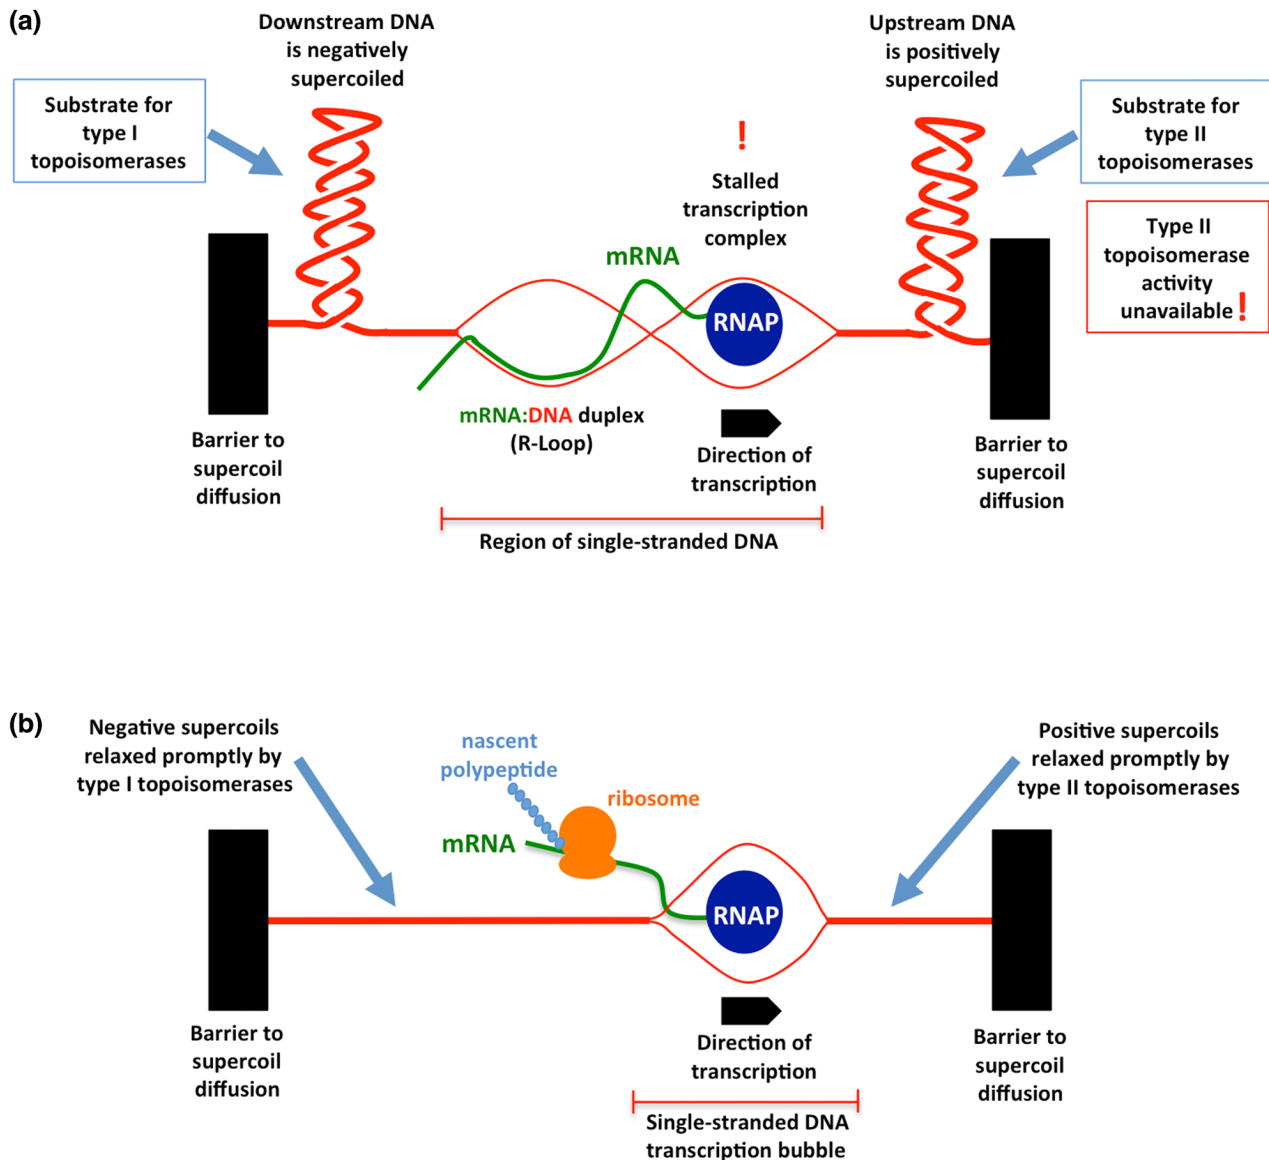 (a)
Downstream DNA
is negatively
supercoiled
Upstream DNA
is positively
supercoiled
Substrate for
type I
topoisomerases
Substrate for
type II
topoisomerases
!
Stalled
transcription
complex
Type II
topoisomerase
activity
unavailable!
mRNA
RNAP
mRNA:DNA duplex
(R-Loop)
Direction of
transcription
Barrier to
supercoil
diffusion
Barrier to
supercoil
diffusion
Region of single-stranded DNA
(b)
Negative supercoils
relaxed promptly by
type I topoisomerases
nascent
polypeptide
ribosome
mRNA
Positive supercoils
relaxed promptly by
type II topoisomerases
RNAP
Barrier to
supercoil
diffusion
Direction of
transcription
Barrier to
supercoil
diffusion
Single-stranded DNA
transcription bubble